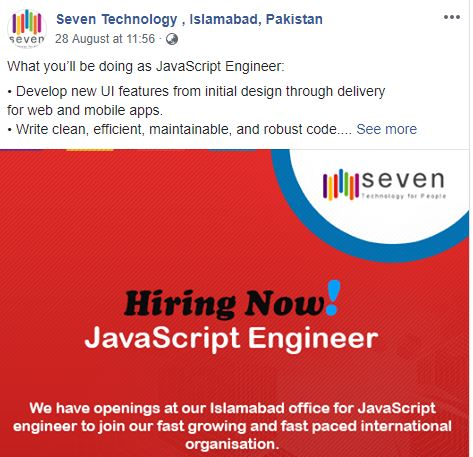 Seven Technology , Islamabad, Pakistan
28 August at 11:56 ·
What you'll be doing as JavaScript Engineer:
• Develop new UI features from initial design through delivery
for web and mobile apps.
• Write clean, efficient, maintainable, and robust code.... See more
seven
seven
Technology for People
Hiring Now!
JavaScript Engineer
We have openings at our Islamabad office for JavaScript
engineer to join our fast growing and fast paced international
organisation.